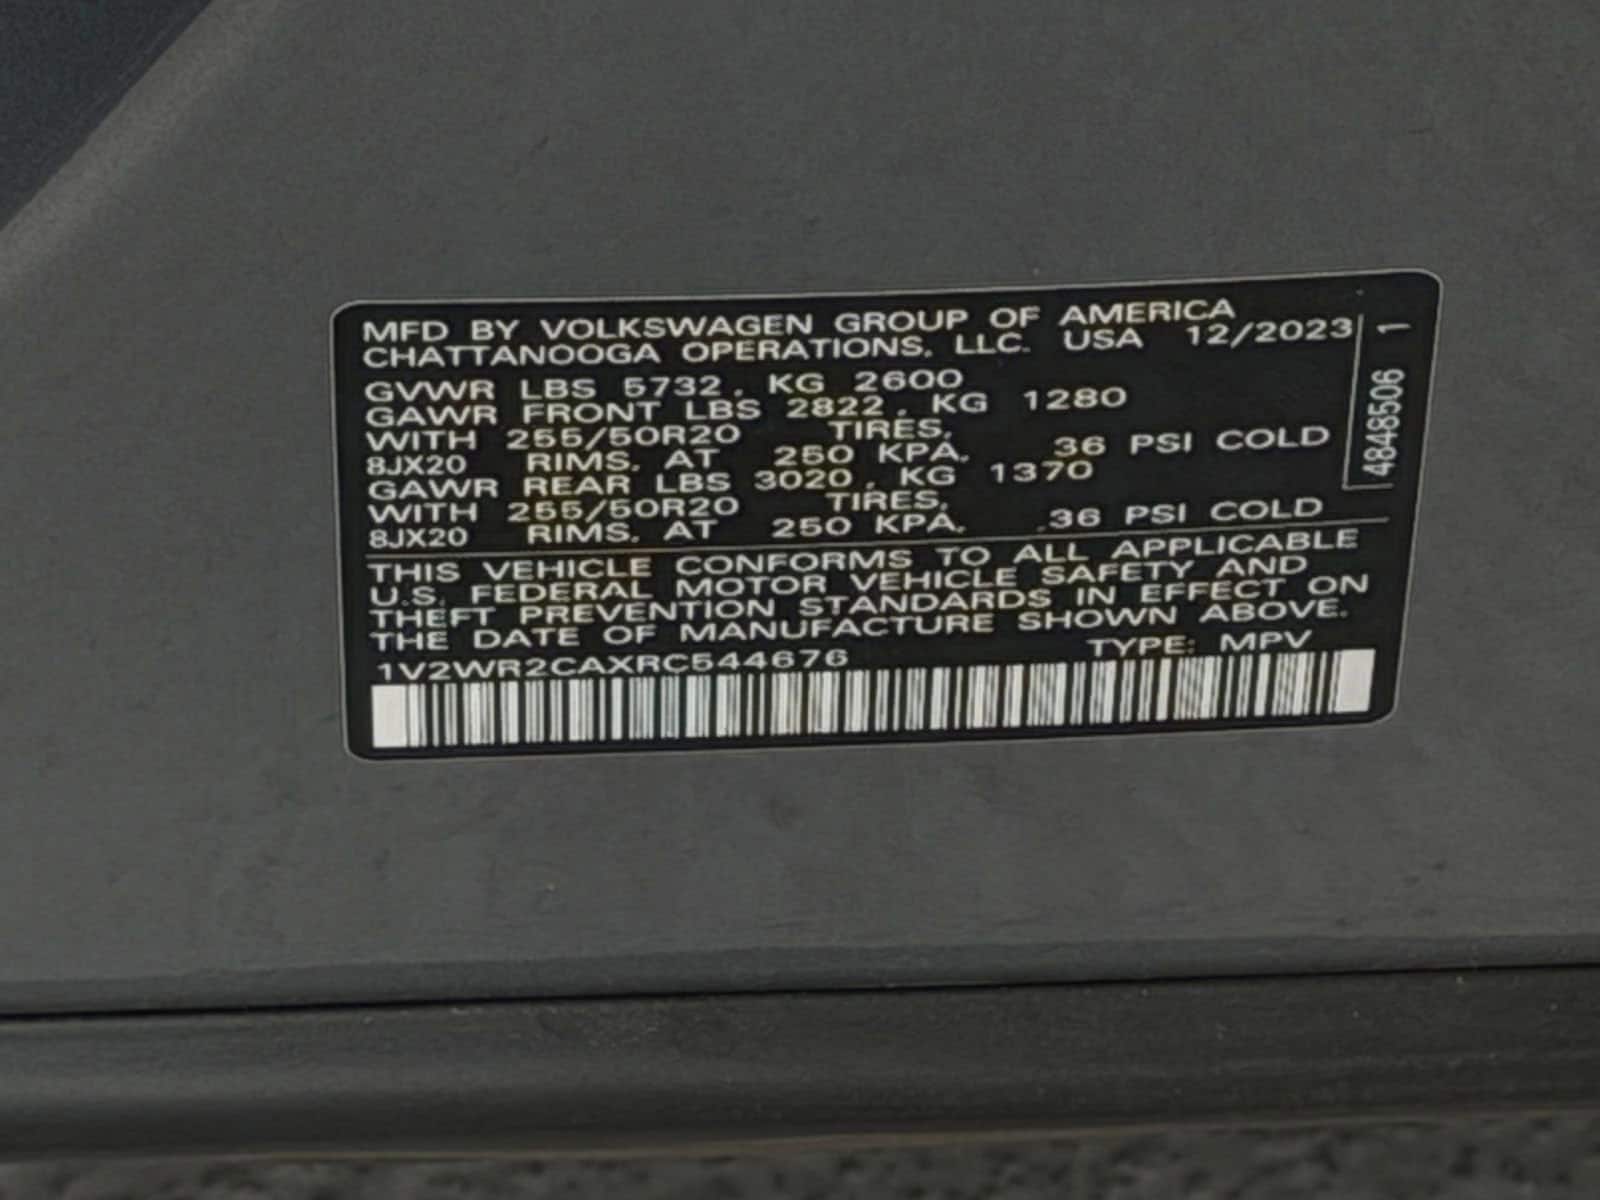 MFD BY VOLKSWAGEN GROUP OF AMERICA
CHATTANOOGA OPERATIONS, LLC. USA 12/2023
GVWR LBS 5732, KG 2600
GAWR FRONT LBS 2822, KG 1280
WITH 255/50R20 TIRES,
8JX20 RIMS, AT 250 KPA, 36 PSI COLD
GAWR REAR LBS 3020, KG 1370
WITH 255/50R20 TIRES,
8JX20 RIMS, AT 250 KPA, 36 PSI COLD
THIS VEHICLE CONFORMS TO ALL APPLICABLE
U.S. FEDERAL MOTOR VEHICLE SAFETY AND
THEFT PREVENTION STANDARDS IN EFFECT ON
THE DATE OF MANUFACTURE SHOWN ABOVE.
1V2WR2CAXRC544676 TYPE: MPV
4848506 1